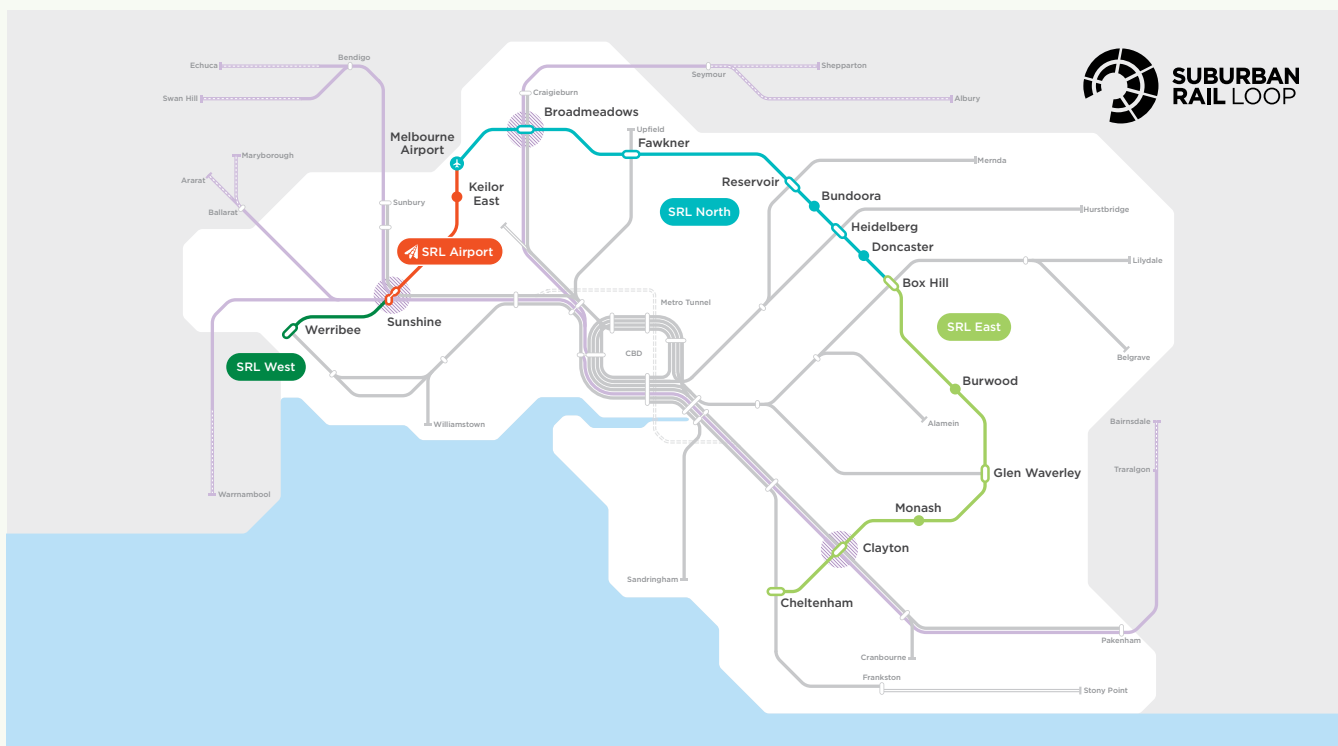 Echuca
Bendigo
Swan Hill
Seymour
Shepparton
Albury
SUBURBAN
RAIL LOOP
Craigieburn
Broadmeadows
Melbourne
Airport
Upfield
Fawkner
Maryborough
Ararat
Ballarat
Sunbury
Keilor
East
Reservoir
Mernda
Bundoora
SRL North
Heidelberg
Hurstbridge
Doncaster
SRL Airport
Box Hill
Lilydale
Metro Tunnel
Sunshine
Werribee
SRL East
CBD
Belgrave
SRL West
Burwood
Williamstown
Alamein
Bairnsdale
Traralgon
Glen Waverley
Warrnambool
Monash
Clayton
Sandringham
Cheltenham
Pakenham
Cranbourne
Frankston
Stony Point